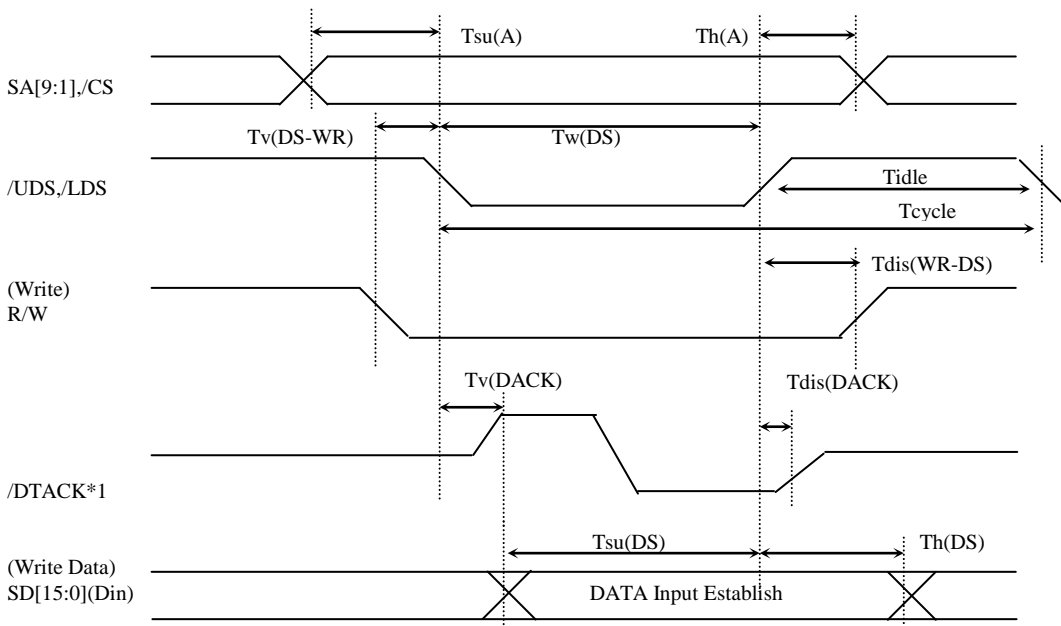 Tsu(A)
Th(A)
SA[9:1],/CS
Tv(DS-WR)
Tw(DS)
/UDS,/LDS
Tidle
Tcycle
Tdis(WR-DS)
(Write)
R/W
Tv(DACK)
Tdis(DACK)
/DTACK*1
Tsu(DS)
Th(DS)
(Write Data)
SD[15:0](Din)
DATA Input Establish